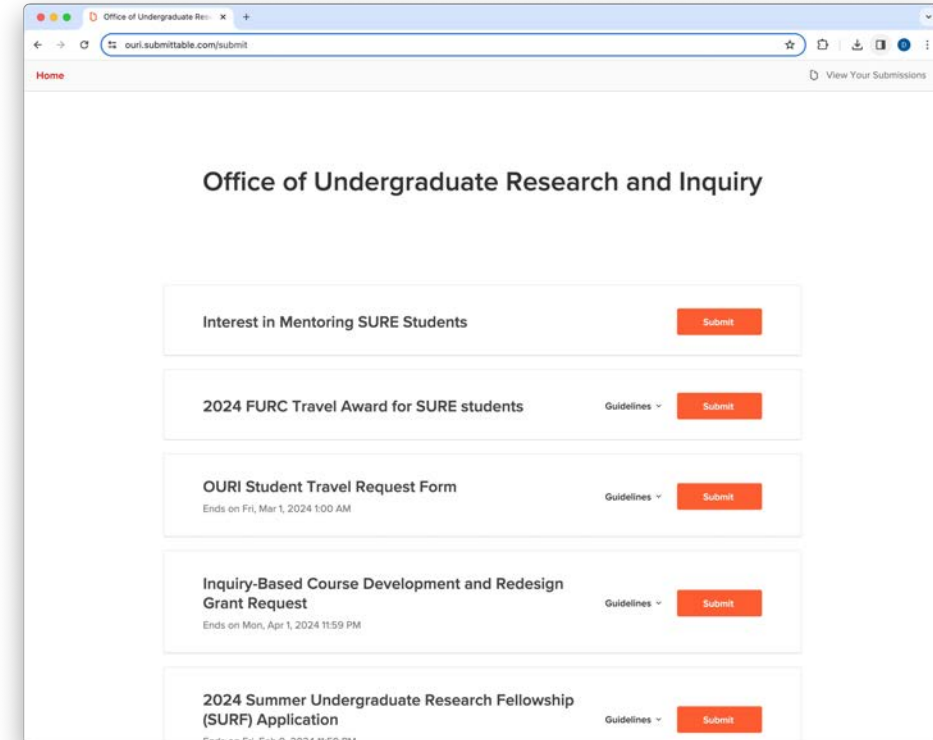 Office of Undergraduate Res
ouri.submittable.com/submit
Home
View Your Submissions
Office of Undergraduate Research and Inquiry
Interest in Mentoring SURE Students
Submit
2024 FURC Travel Award for SURE students
Guidelines
Submit
OURI Student Travel Request Form
Ends on Fri, Mar 1, 2024 1:00 AM
Guidelines
Submit
Inquiry-Based Course Development and Redesign
Grant Request
Ends on Mon, Apr 1, 2024 11:59 PM
Guidelines
Submit
2024 Summer Undergraduate Research Fellowship
(SURF) Application
Guidelines
Submit